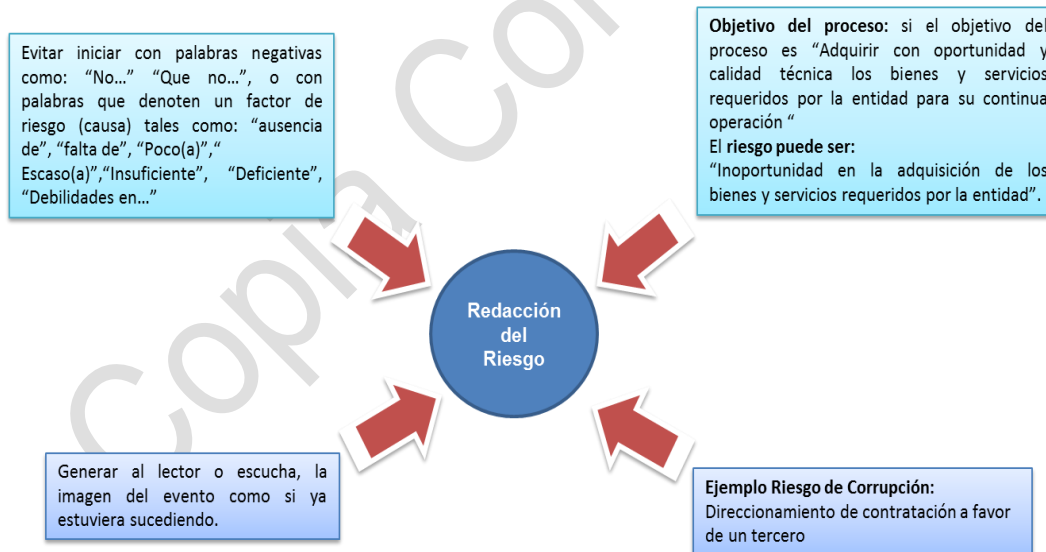 Evitar iniciar con palabras negativas
como: “No…” “Que no…”, o con
palabras que denoten un factor de
riesgo (causa) tales como: “ausencia
de”, “falta de”, “Poco(a)”,“
Escaso(a)”,“Insuficiente”, “Deficiente”,
“Debilidades en…”
Objetivo del proceso: si el objetivo del
proceso es “Adquirir con oportunidad y
calidad técnica los bienes y servicios
requeridos por la entidad para su continua
operación “
El riesgo puede ser:
“Inoportunidad en la adquisición de los
bienes y servicios requeridos por la entidad”.
Redacción
del
Riesgo
Generar al lector o escucha, la
imagen del evento como si ya
estuviera sucediendo.
Ejemplo Riesgo de Corrupción:
Direccionamiento de contratación a favor
de un tercero
Copia